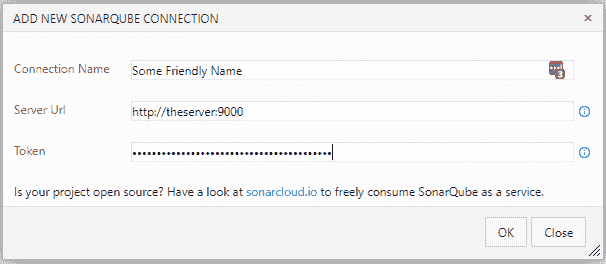 ADD NEW SONARQUBE CONNECTION
Connection Name
Some Friendly Name
Server Url
http://theserver:9000
Token
•••••••••••••••••••••••••••••••••••••••••
Is your project open source? Have a look at sonarcloud.io to freely consume SonarQube as a service.
OK
Close